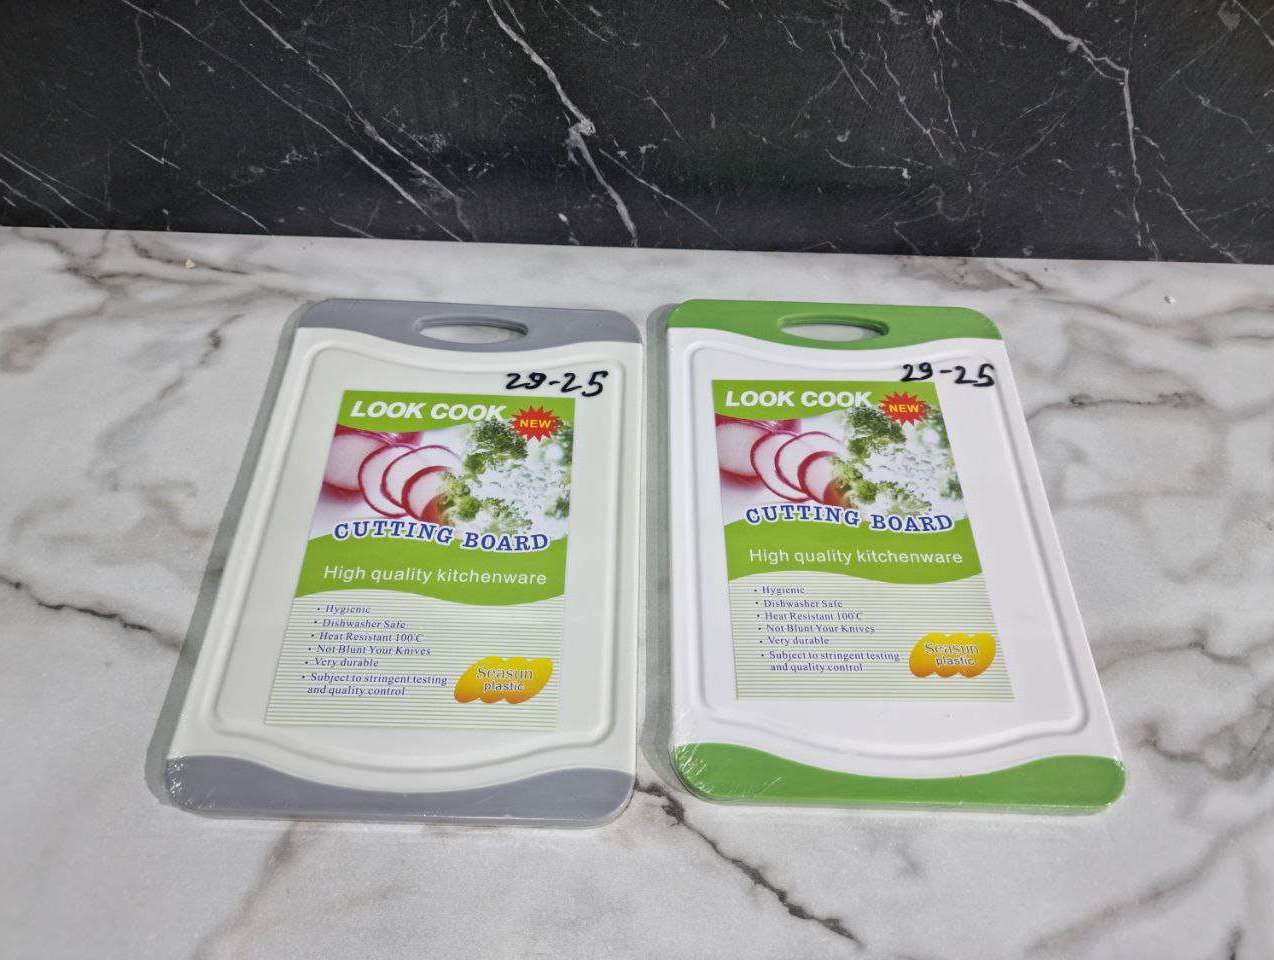 29-25
LOOK COOK
NEW
CUTTING BOARD
High quality kitchenware
• Hygienic
• Dishwasher Safe
• Heat Resistant 100℃
• Not Blunt Your Knives
• Very durable
• Subject to stringent testing
and quality control
Seasun
plastic
29-25
LOOK COOK
NEW
CUTTING BOARD
High quality kitchenware
• Hygienic
• Dishwasher Safe
• Heat Resistant 100℃
• Not Blunt Your Knives
• Very durable
• Subject to stringent testing
and quality control
Seasun
plastic